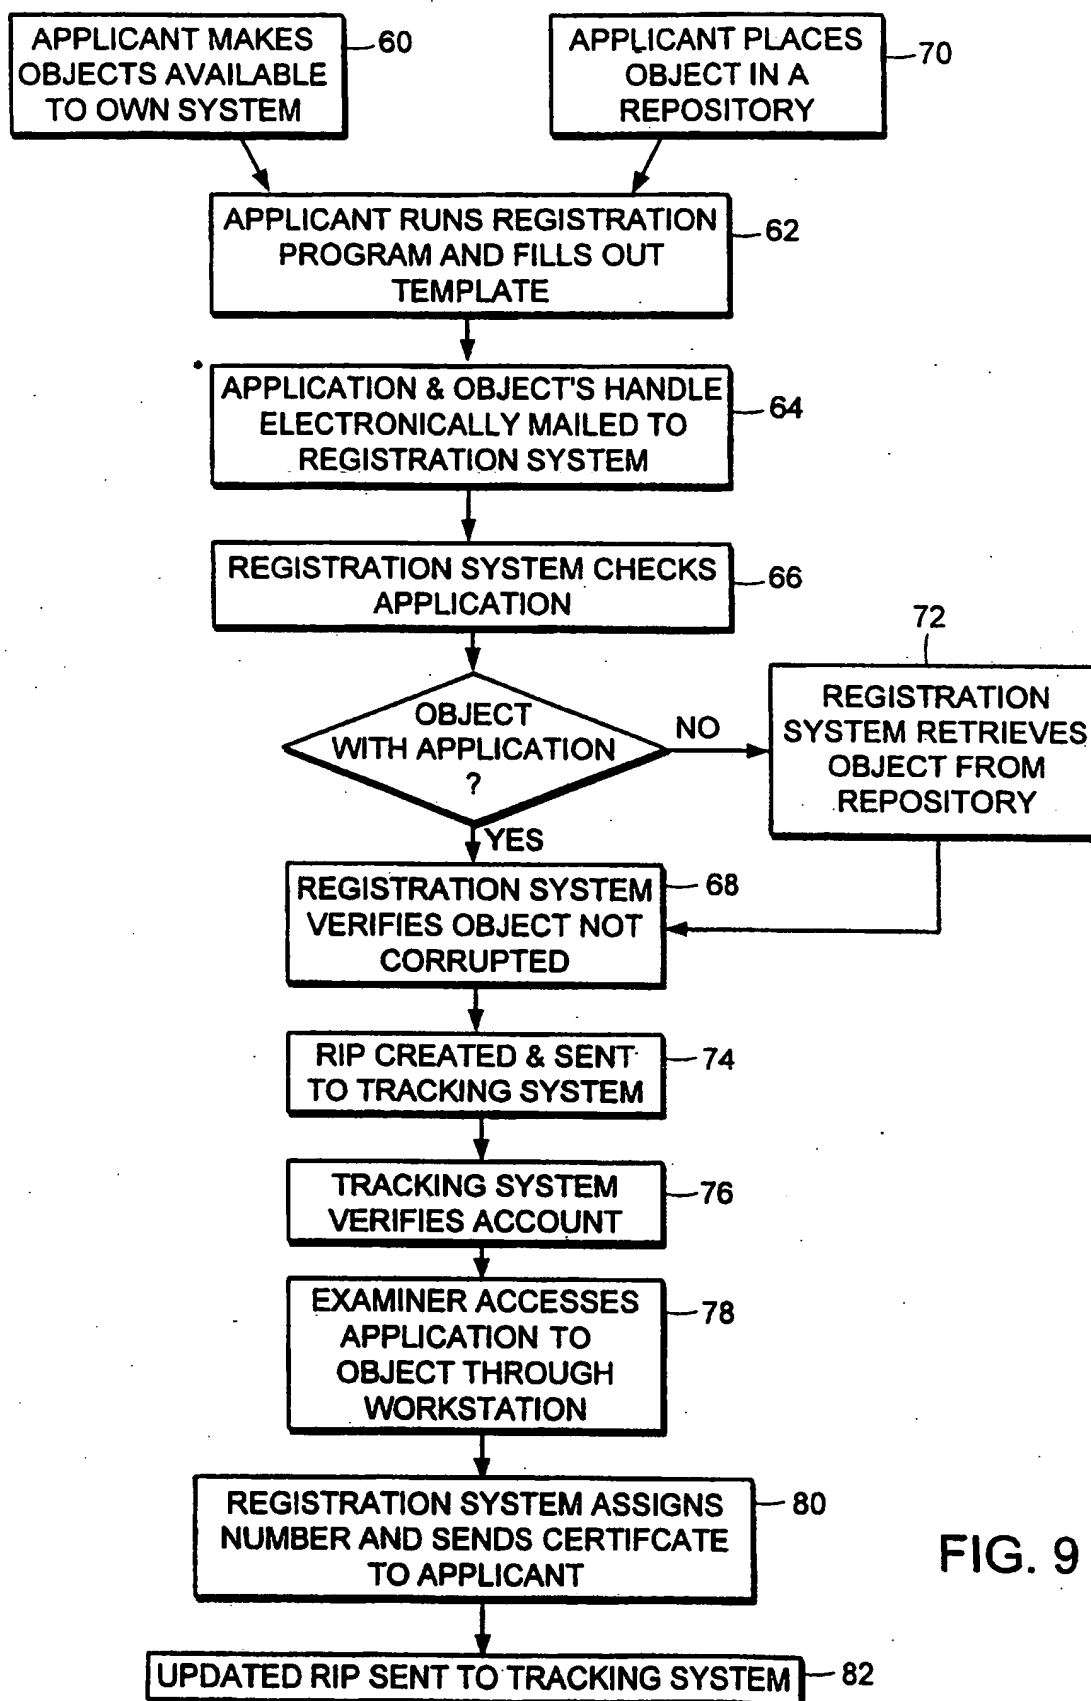 APPLICANT MAKES
OBJECTS AVAILABLE
TO OWN SYSTEM
60
APPLICANT PLACES
OBJECT IN A
REPOSITORY
70
APPLICANT RUNS REGISTRATION
PROGRAM AND FILLS OUT
TEMPLATE
62
APPLICATION & OBJECT'S HANDLE
ELECTRONICALLY MAILED TO
REGISTRATION SYSTEM
64
REGISTRATION SYSTEM CHECKS
APPLICATION
66
OBJECT
WITH APPLICATION
?
NO
YES
72
REGISTRATION
SYSTEM RETRIEVES
OBJECT FROM
REPOSITORY
REGISTRATION SYSTEM
VERIFIES OBJECT NOT
CORRUPTED
68
RIP CREATED & SENT
TO TRACKING SYSTEM
74
TRACKING SYSTEM
VERIFIES ACCOUNT
76
EXAMINER ACCESSES
APPLICATION TO
OBJECT THROUGH
WORKSTATION
78
REGISTRATION SYSTEM ASSIGNS
NUMBER AND SENDS CERTIFCATE
TO APPLICANT
80
UPDATED RIP SENT TO TRACKING SYSTEM
82
FIG. 9